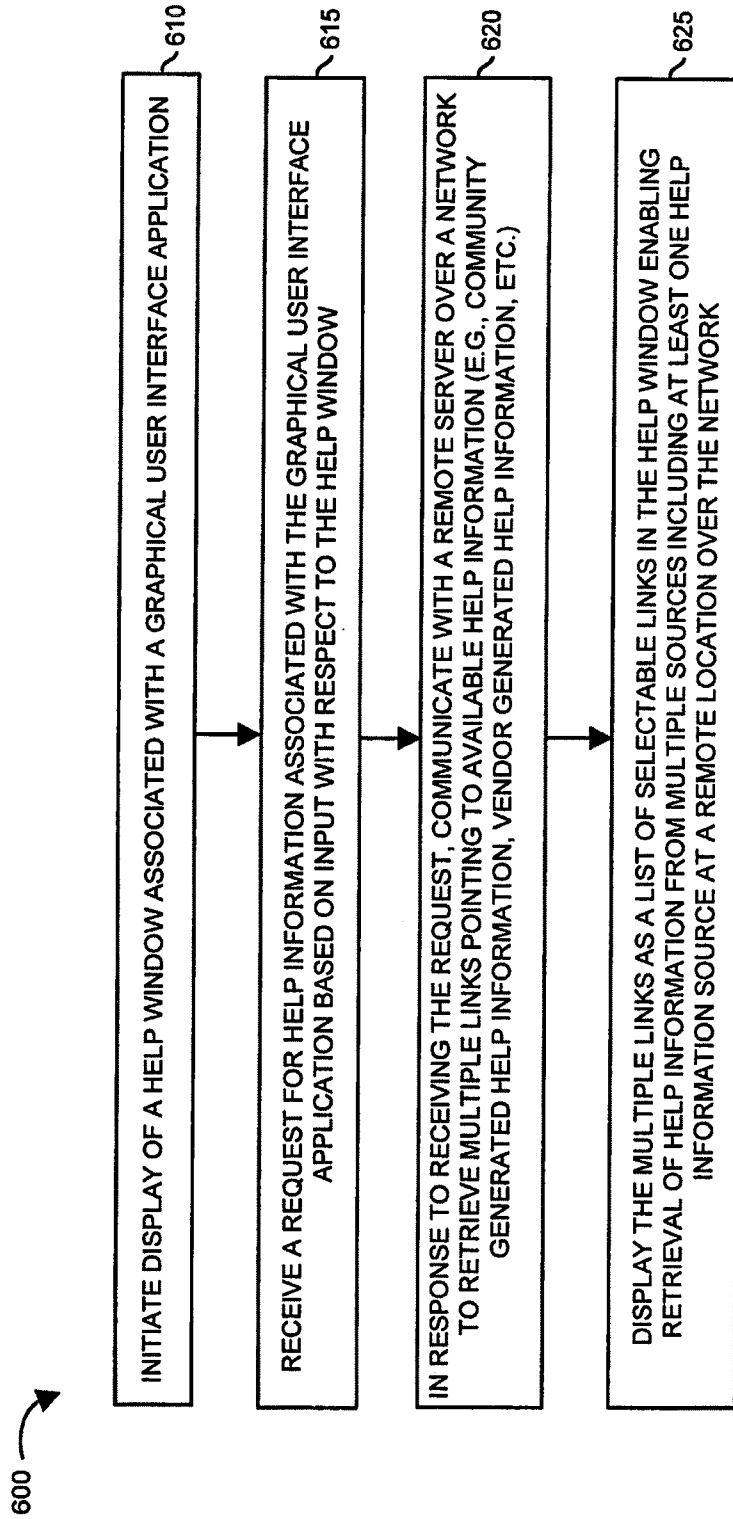 600
INITIATE DISPLAY OF A HELP WINDOW ASSOCIATED WITH A GRAPHICAL USER INTERFACE APPLICATION
610
RECEIVE A REQUEST FOR HELP INFORMATION ASSOCIATED WITH THE GRAPHICAL USER INTERFACE
APPLICATION BASED ON INPUT WITH RESPECT TO THE HELP WINDOW
615
IN RESPONSE TO RECEIVING THE REQUEST, COMMUNICATE WITH A REMOTE SERVER OVER A NETWORK
TO RETRIEVE MULTIPLE LINKS POINTING TO AVAILABLE HELP INFORMATION (E.G., COMMUNITY
GENERATED HELP INFORMATION, VENDOR GENERATED HELP INFORMATION, ETC.)
620
DISPLAY THE MULTIPLE LINKS AS A LIST OF SELECTABLE LINKS IN THE HELP WINDOW ENABLING
RETRIEVAL OF HELP INFORMATION FROM MULTIPLE SOURCES INCLUDING AT LEAST ONE HELP
INFORMATION SOURCE AT A REMOTE LOCATION OVER THE NETWORK
625